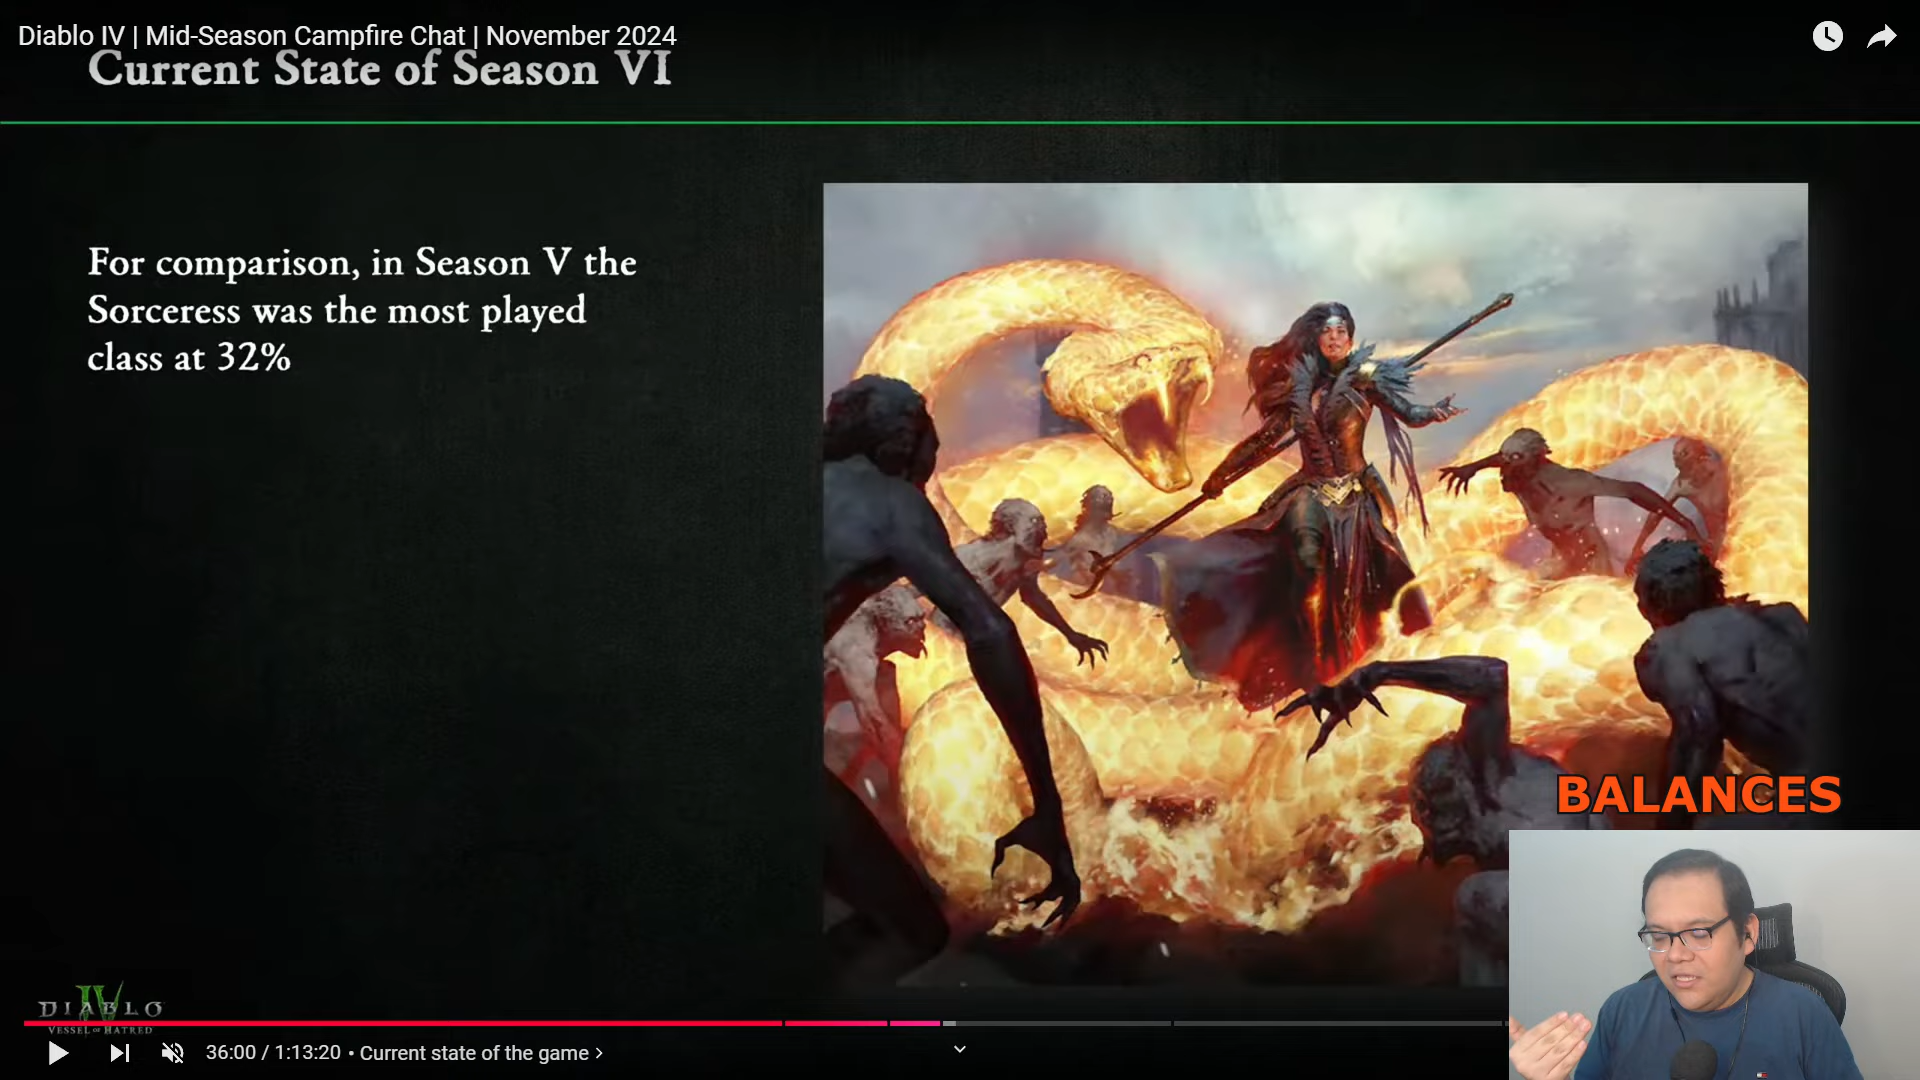 Diablo IV | Mid-Season Campfire Chat | November 2024
Current State of Season VI
For comparison, in Season V the
Sorceress was the most played
class at 32%
BALANCES
DIABLO IV
VESSEL OF HATRED
36:00 / 1:13:20 • Current state of the game >